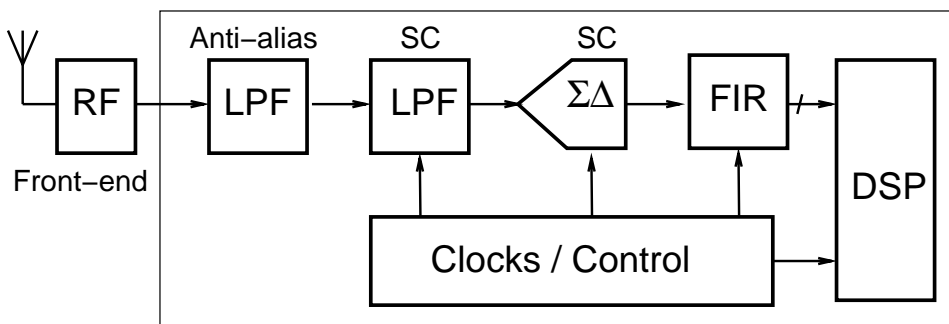 Anti–alias
SC
SC
RF
LPF
LPF
ΣΔ
FIR
DSP
Front–end
Clocks / Control